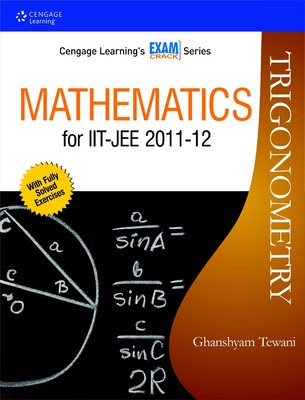 CENGAGE
Learning™
Cengage Learning's EXAM CRACK Series
MATHEMATICS
for IIT-JEE 2011-12
TRIGONOMETRY
With Fully
Solved
Exercises
a
c
B
b
C
r
O
a
sinA =
b
sinB =
c
sinC =
2R
Ghanshyam Tewani